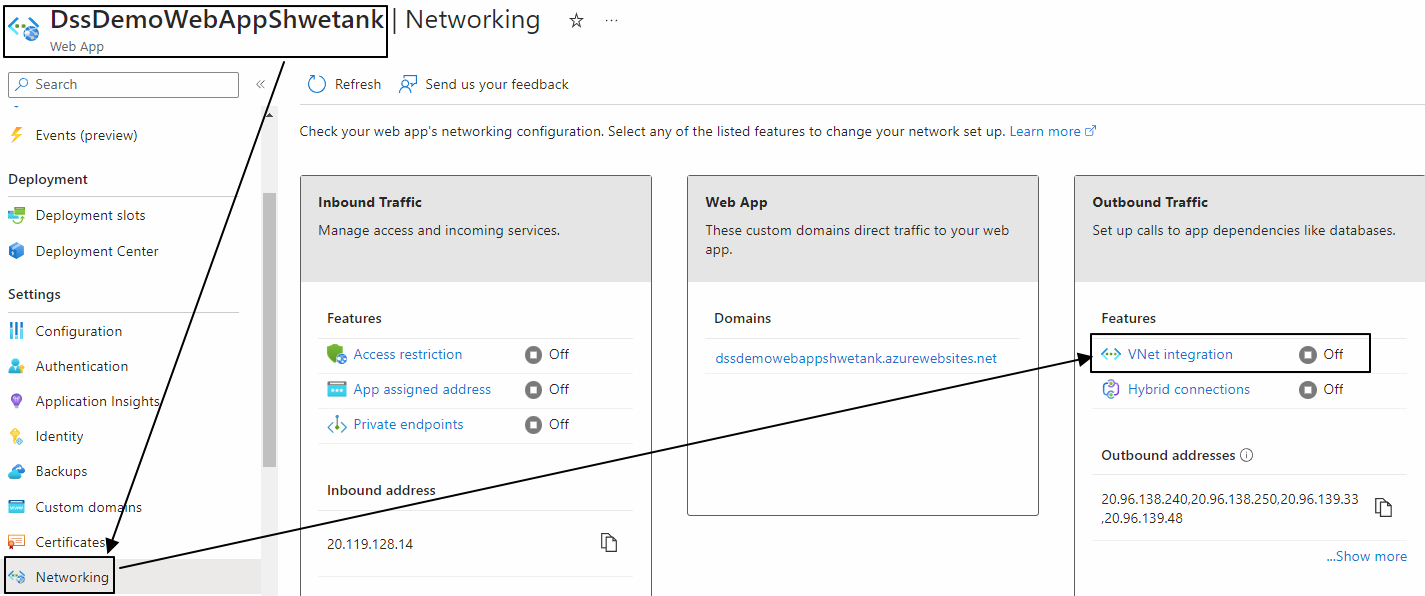 DssDemoWebAppShwetank | Networking ☆ ...
Web App
Search «
Refresh Send us your feedback
Events (preview)
Deployment
Deployment slots
Deployment Center
Settings
Configuration
Authentication
Application Insights
Identity
Backups
Custom domains
Certificates
Networking
Check your web app's networking configuration. Select any of the listed features to change your network set up. Learn more
Inbound Traffic
Manage access and incoming services.
Features
Access restriction Off
App assigned address Off
Private endpoints Off
Inbound address
20.119.128.14
Web App
These custom domains direct traffic to your web
app.
Domains
dssdemowebappshwetank.azurewebsites.net
Outbound Traffic
Set up calls to app dependencies like databases.
Features
VNet integration Off
Hybrid connections Off
Outbound addresses
20.96.138.240,20.96.138.250,20.96.139.33
,20.96.139.48
...Show more